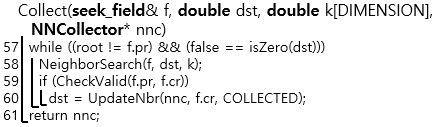 Collect(seek_field& f, double dst, double k[DIMENSION],
NNCollector* nnc)
57 while ((root != f.pr) && (false == isZero(dst)))
58 NeighborSearch(f, dst, k);
59 if (CheckValid(f.pr, f.cr))
60 dst = UpdateNbr(nnc, f.cr, COLLECTED);
61 return nnc;